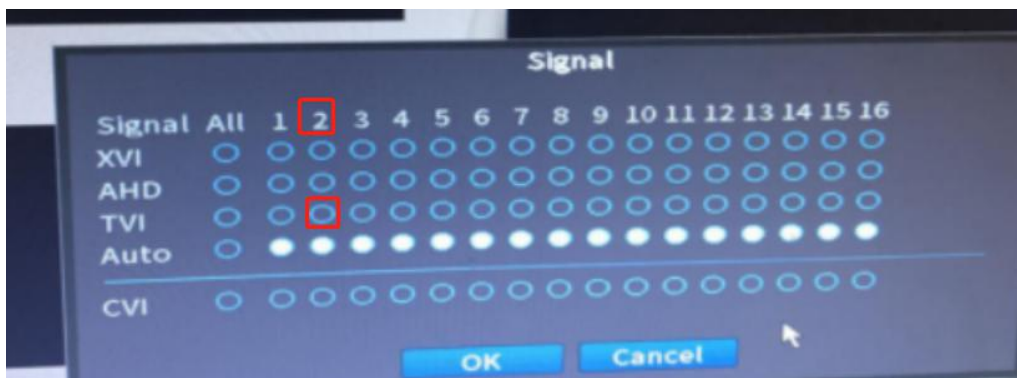 Signal
Signal All 1 2 3 4 5 6 7 8 9 10 11 12 13 14 15 16
XVI
AHD
TVI
Auto
CVI
OK Cancel